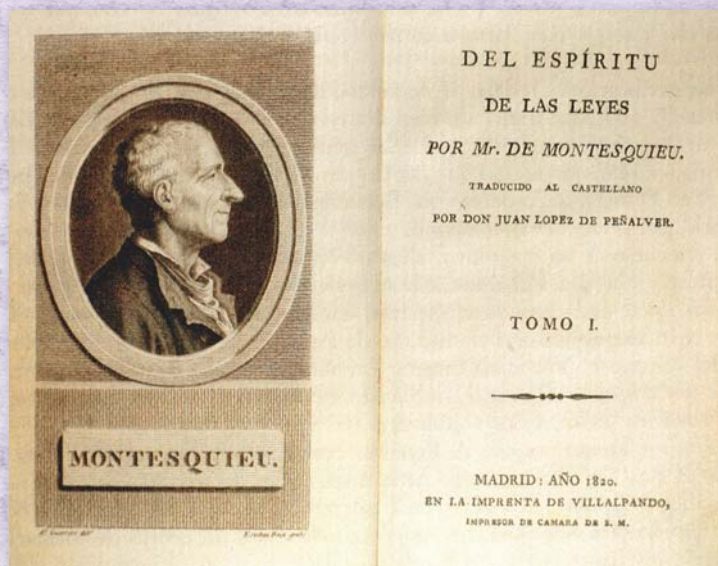 MONTESQUIEU.
DEL ESPÍRITU
DE LAS LEYES
POR Mr. DE MONTESQUIEU.
TRADUCIDO AL CASTELLANO
POR DON JUAN LOPEZ DE PEÑALVER.
TOMO I.
MADRID: AÑO 1820.
EN LA IMPRENTA DE VILLALPANDO,
IMPRESOR DE CAMARA DE S. M.